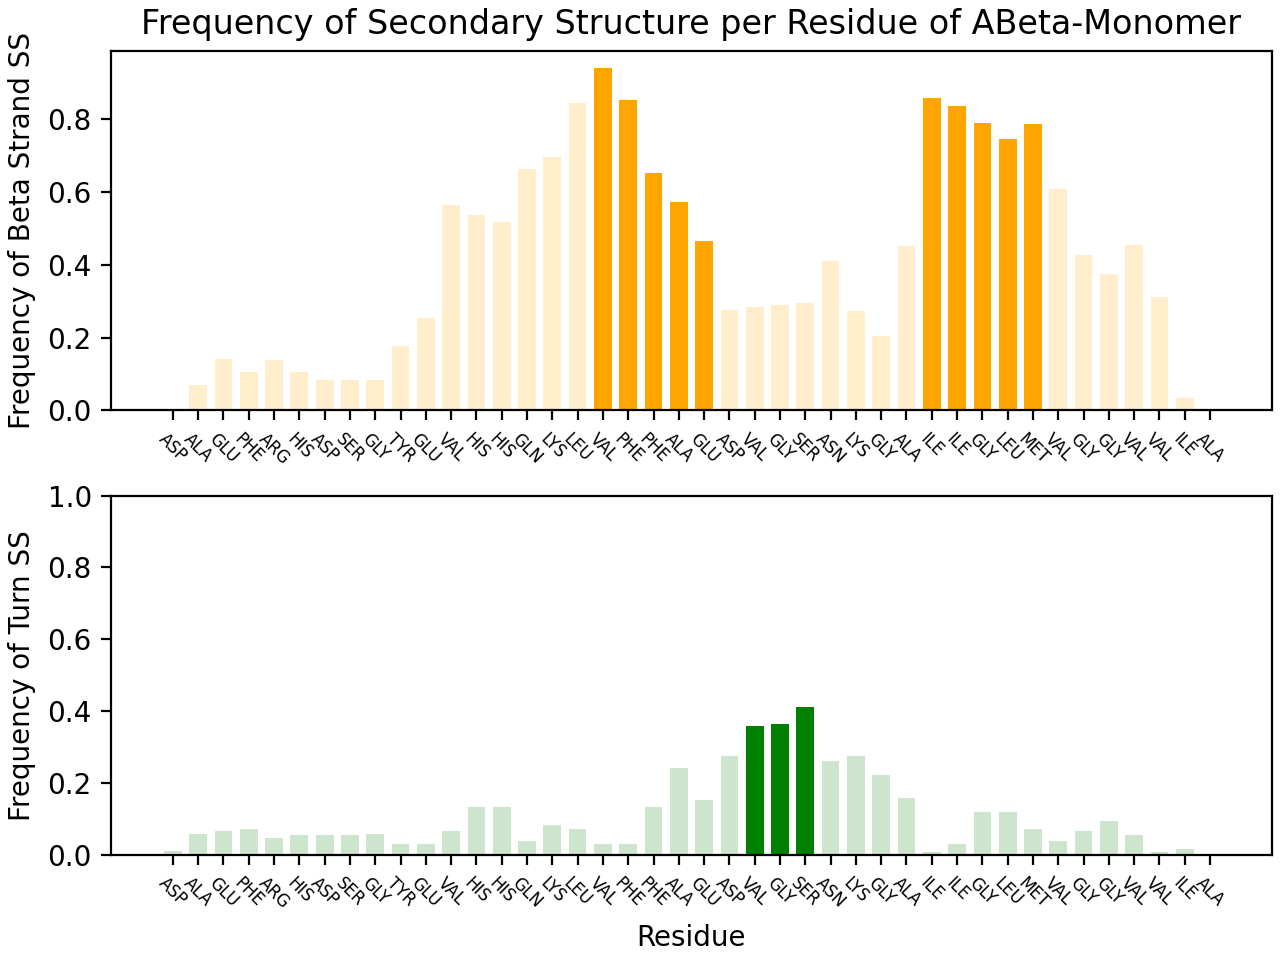 Frequency of Secondary Structure per Residue of ABeta-Monomer
Frequency of Beta Strand SS
0.8
0.6
0.4
0.2
0.0
ASP ALA GLU PHE ARG HIS ASP SER GLY TYR GLU VAL HIS HIS GLN LYS LEU VAL PHE PHE ALA GLU ASP VAL GLY SER ASN LYS GLY ALA ILE ILE GLY LEU MET VAL GLY GLY VAL VAL ILE ALA
Frequency of Turn SS
1.0
0.8
0.6
0.4
0.2
0.0
ASP ALA GLU PHE ARG HIS ASP SER GLY TYR GLU VAL HIS HIS GLN LYS LEU VAL PHE PHE ALA GLU ASP VAL GLY SER ASN LYS GLY ALA ILE ILE GLY LEU MET VAL GLY GLY VAL VAL ILE ALA
Residue